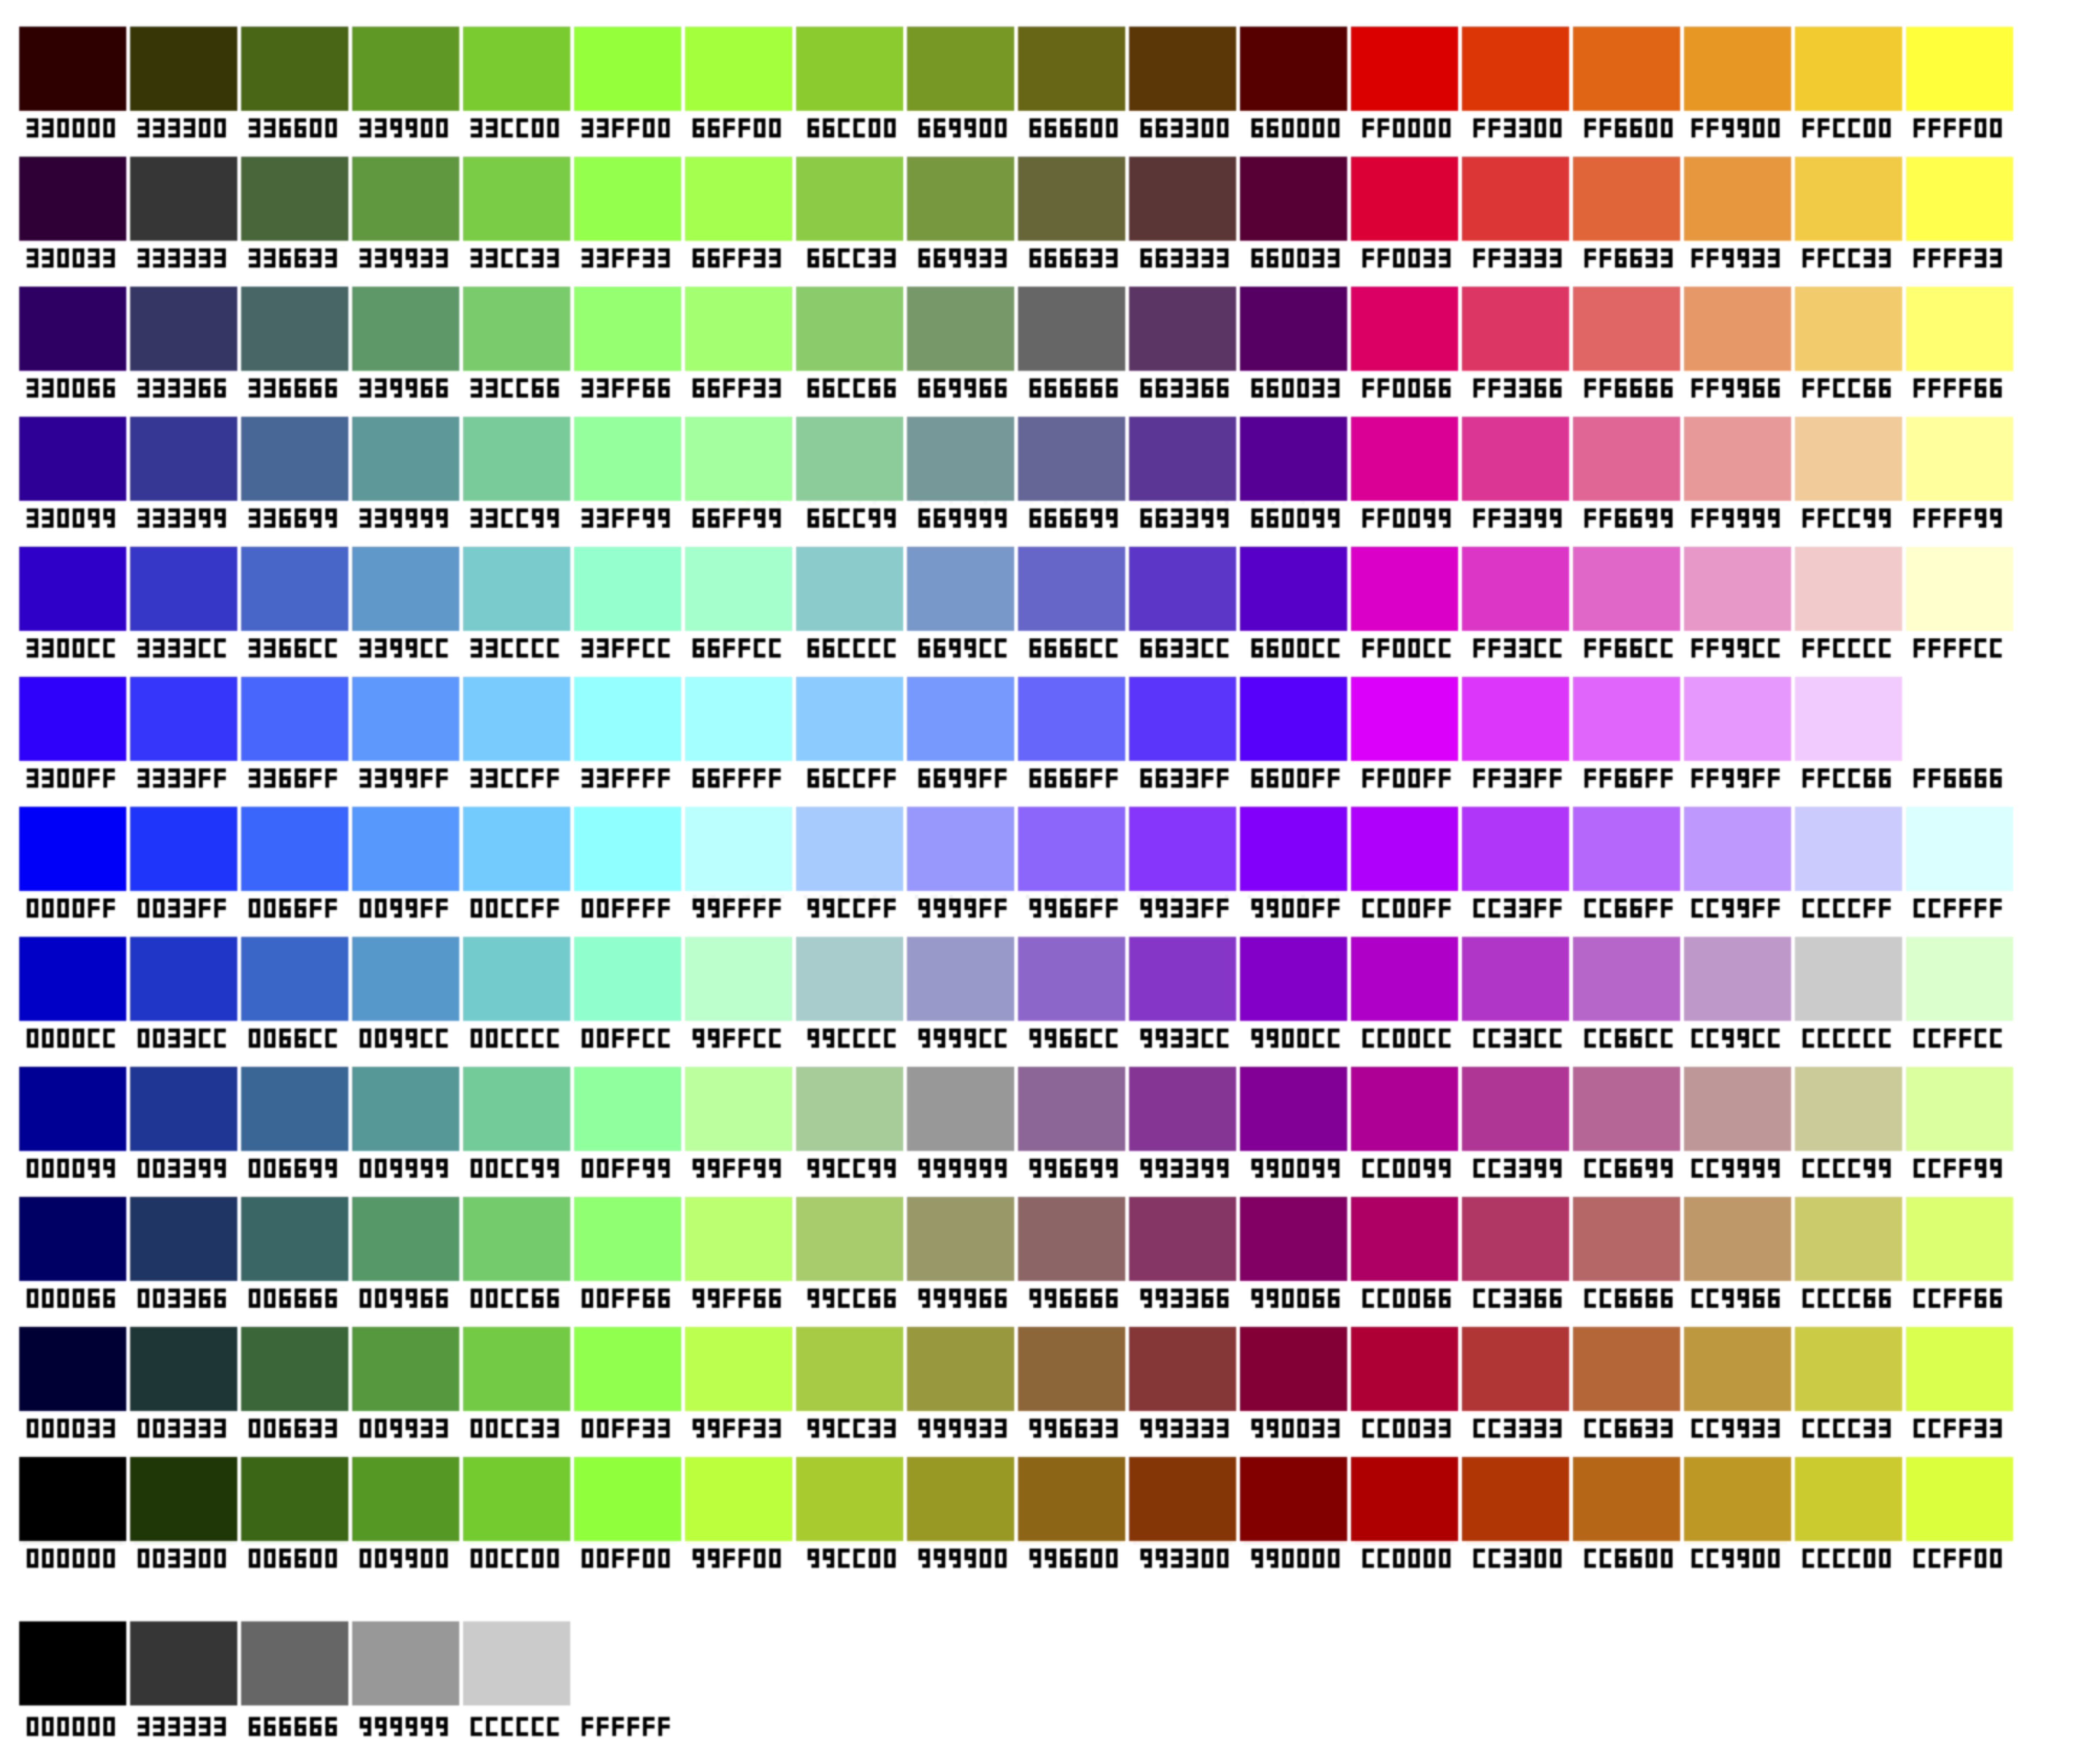 330000 333300 336600 339900 33CC00 33FF00 66FF00 66CC00 669900 666600 663300 660000 FF0000 FF3300 FF6600 FF9900 FFCC00 FFFF00
330033 333333 336633 339933 33CC33 33FF33 66FF33 66CC33 669933 666633 663333 660033 FF0033 FF3333 FF6633 FF9933 FFCC33 FFFF33
330066 333366 336666 339966 33CC66 33FF66 66FF33 66CC66 669966 666666 663366 660033 FF0066 FF3366 FF6666 FF9966 FFCC66 FFFF66
330099 333399 336699 339999 33CC99 33FF99 66FF99 66CC99 669999 666699 663399 660099 FF0099 FF3399 FF6699 FF9999 FFCC99 FFFF99
3300CC 3333CC 3366CC 3399CC 33CCCC 33FFCC 66FFCC 66CCCC 6699CC 6666CC 6633CC 6600CC FF00CC FF33CC FF66CC FF99CC FFCCCC FFFFCC
3300FF 3333FF 3366FF 3399FF 33CCFF 33FFFF 66FFFF 66CCFF 6699FF 6666FF 6633FF 6600FF FF00FF FF33FF FF66FF FF99FF FFCC66 FF6666
0000FF 0033FF 0066FF 0099FF 00CCFF 00FFFF 99FFFF 99CCFF 9999FF 9966FF 9933FF 9900FF CC00FF CC33FF CC66FF CC99FF CCCCFF CCFFFF
0000CC 0033CC 0066CC 0099CC 00CCCC 00FFCC 99FFCC 99CCCC 9999CC 9966CC 9933CC 9900CC CC00CC CC33CC CC66CC CC99CC CCCCCC CCFFCC
000099 003399 006699 009999 00CC99 00FF99 99FF99 99CC99 999999 996699 993399 990099 CC0099 CC3399 CC6699 CC9999 CCCC99 CCFF99
000066 003366 006666 009966 00CC66 00FF66 99FF66 99CC66 999966 996666 993366 990066 CC0066 CC3366 CC6666 CC9966 CCCC66 CCFF66
000033 003333 006633 009933 00CC33 00FF33 99FF33 99CC33 999933 996633 993333 990033 CC0033 CC3333 CC6633 CC9933 CCCC33 CCFF33
000000 003300 006600 009900 00CC00 00FF00 99FF00 99CC00 999900 996600 993300 990000 CC0000 CC3300 CC6600 CC9900 CCCC00 CCFF00
000000 333333 666666 999999 CCCCCC FFFFFF